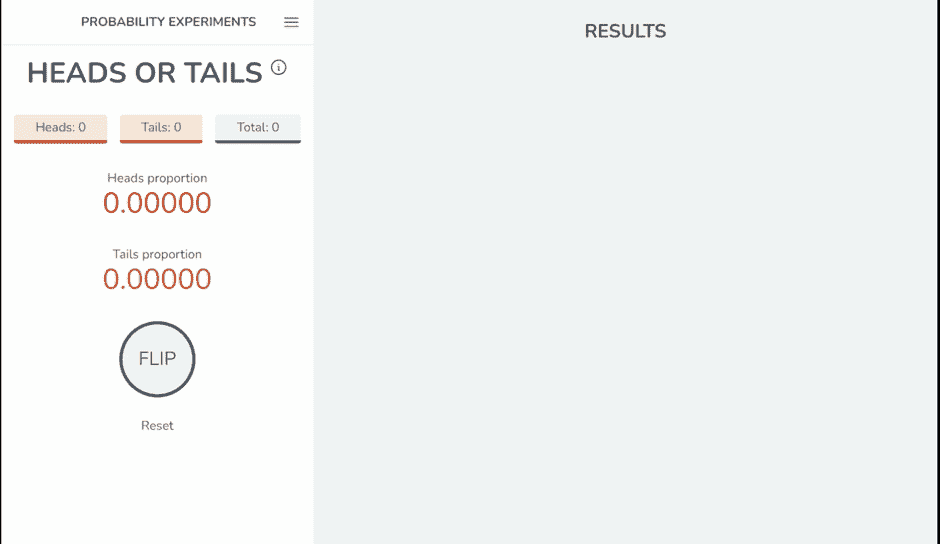 PROBABILITY EXPERIMENTS
HEADS OR TAILS
Heads: 0 Tails: 0 Total: 0
Heads proportion
0.00000
Tails proportion
0.00000
FLIP
Reset
RESULTS